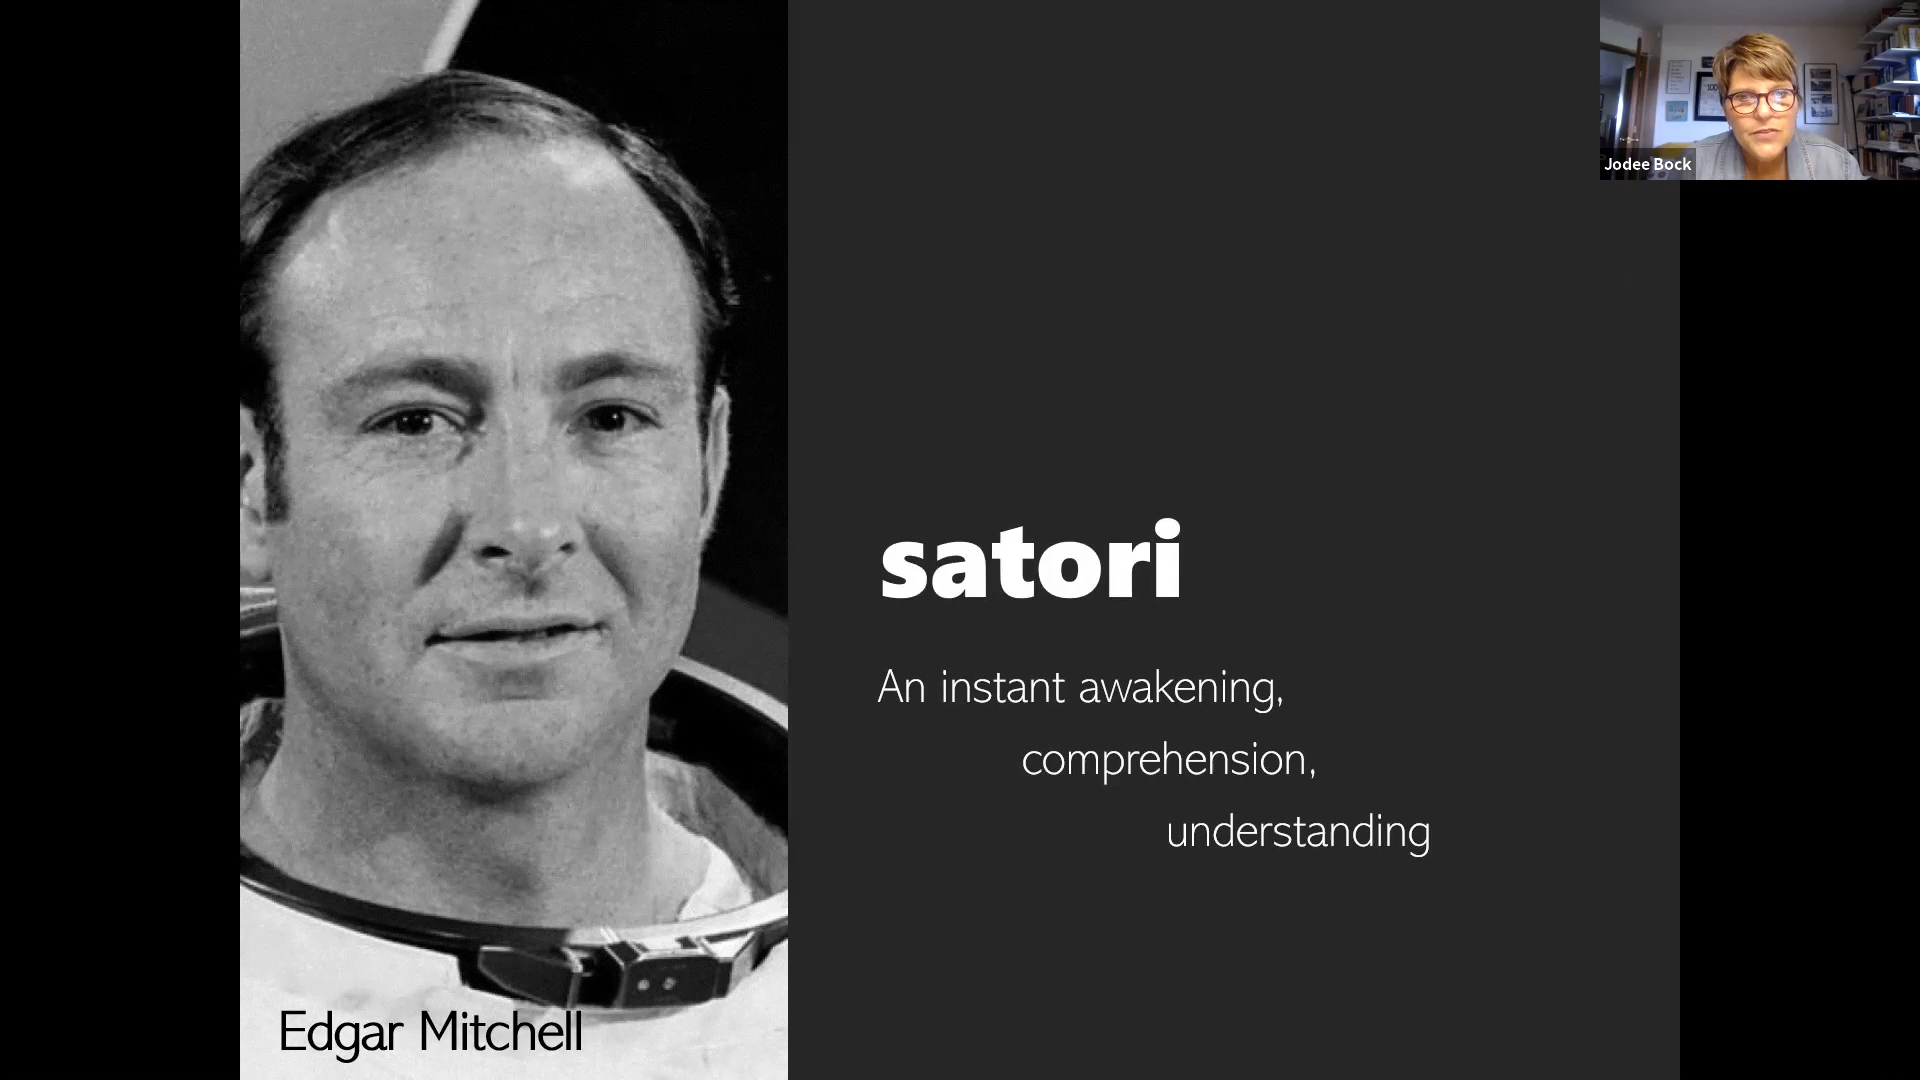 Jodee Bock
satori
An instant awakening,
comprehension,
understanding
Edgar Mitchell